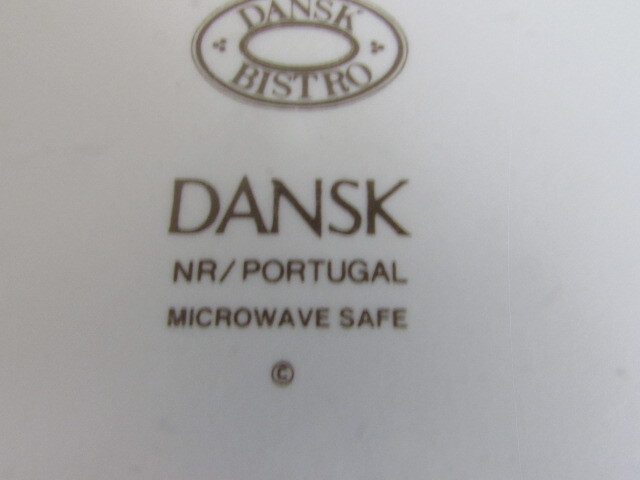 DANSK
BISTRO
DANSK
NR/PORTUGAL
MICROWAVE SAFE
©